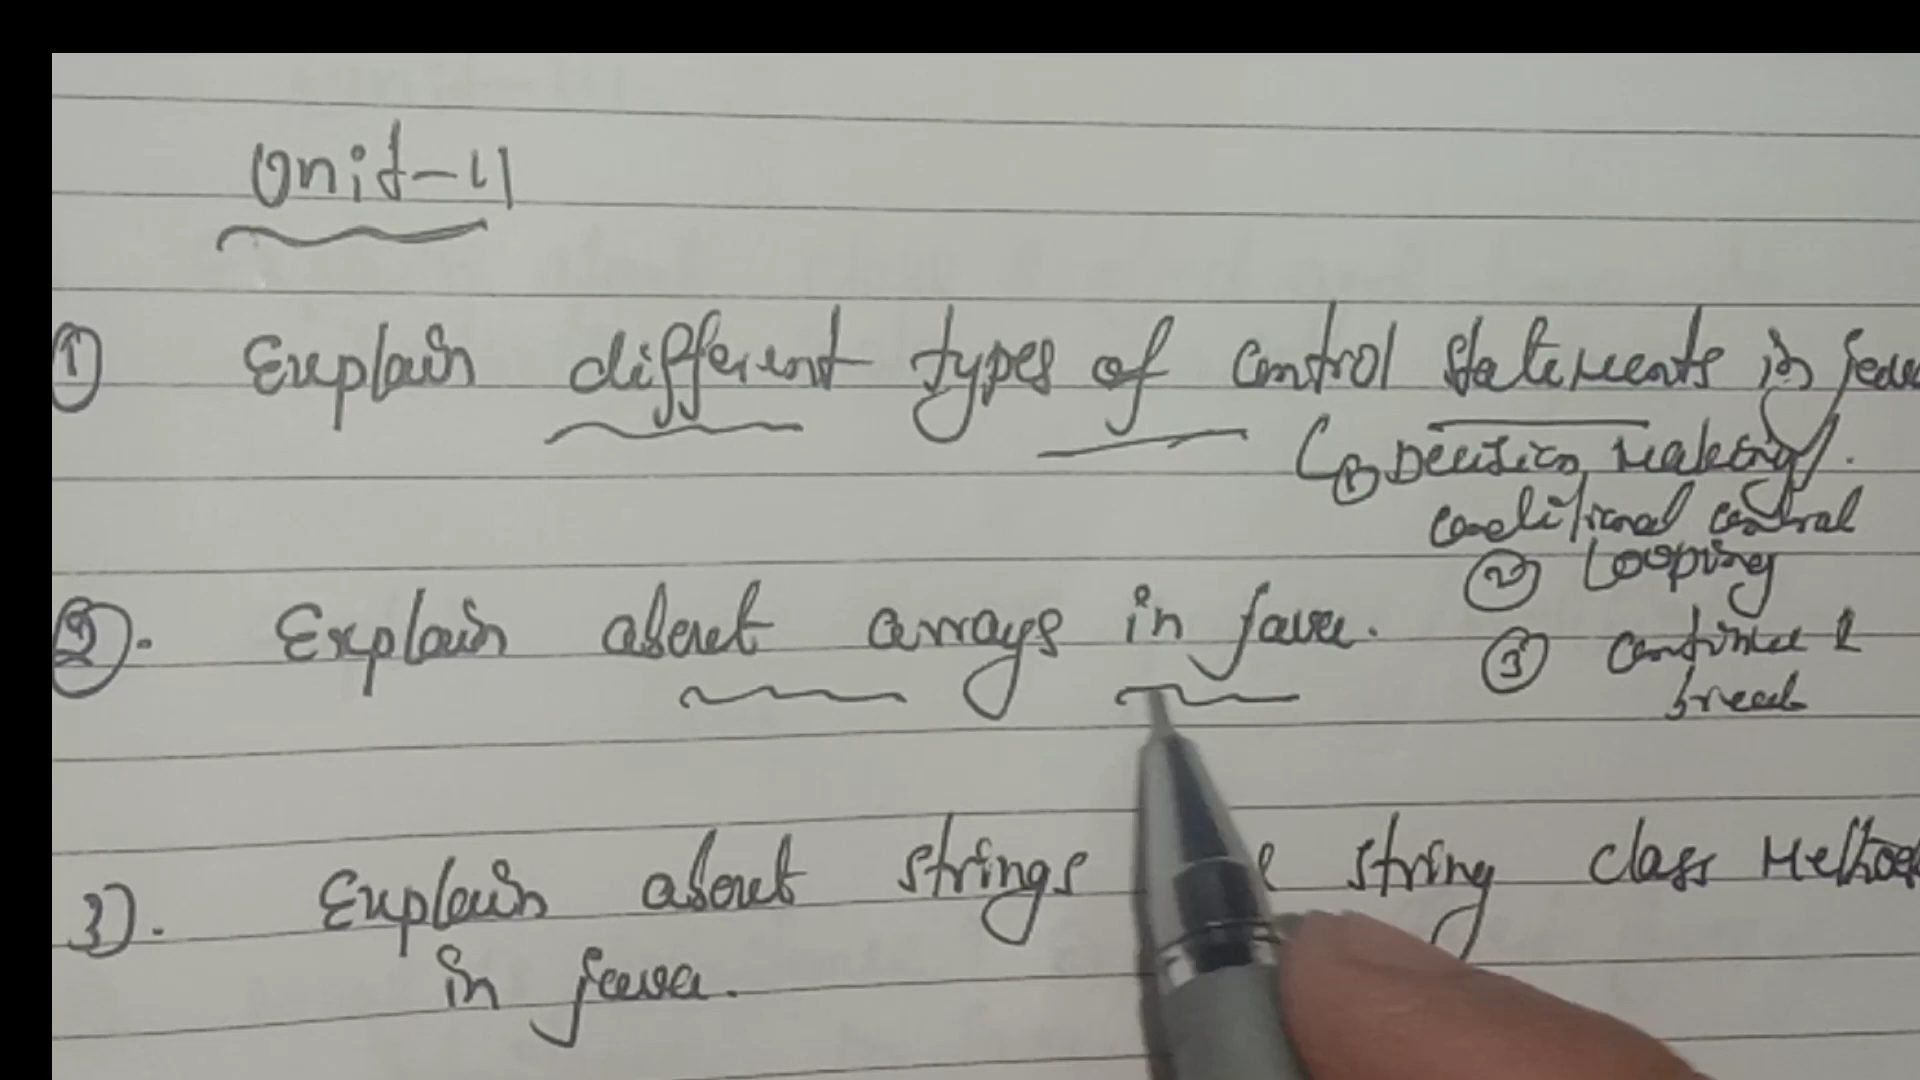 Unit-II
1) Explain different types of control statements in java
① Decision making/.
conditional control
② Looping
③ continue &
break
2). Explain about arrays in java.
3). Explain about strings & string class Methods
in java.